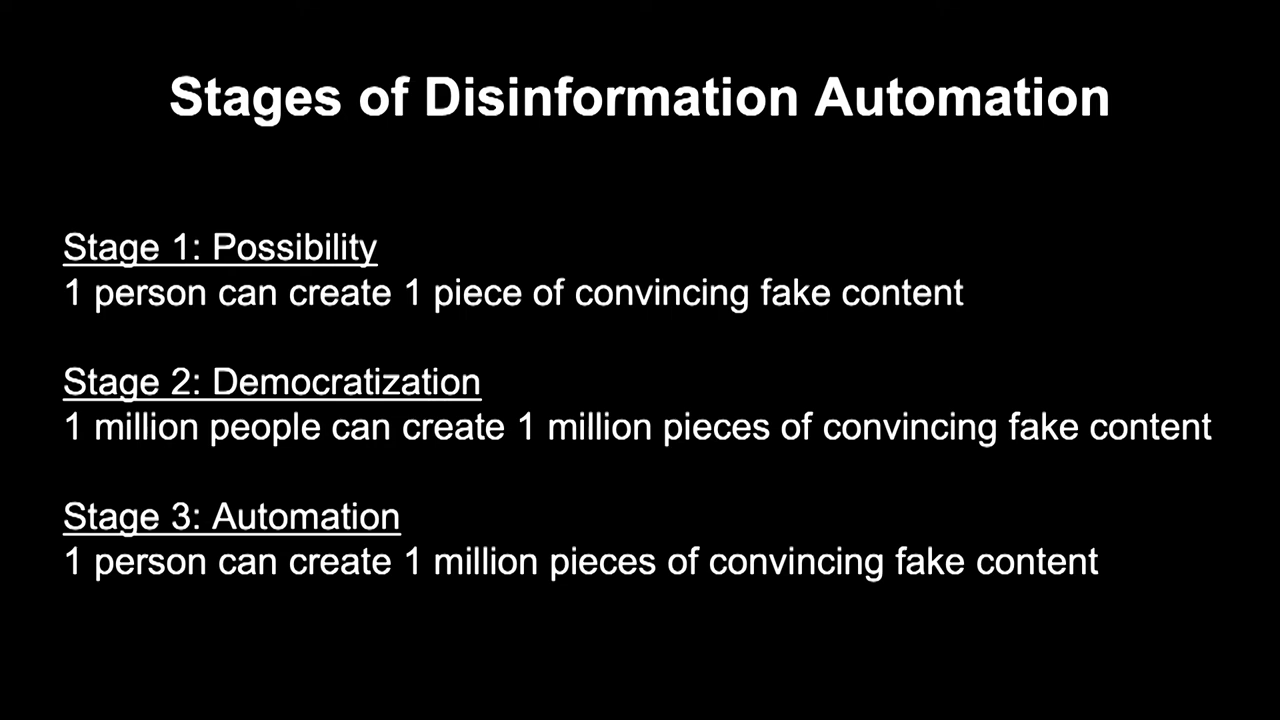 Stages of Disinformation Automation
Stage 1: Possibility
1 person can create 1 piece of convincing fake content
Stage 2: Democratization
1 million people can create 1 million pieces of convincing fake content
Stage 3: Automation
1 person can create 1 million pieces of convincing fake content